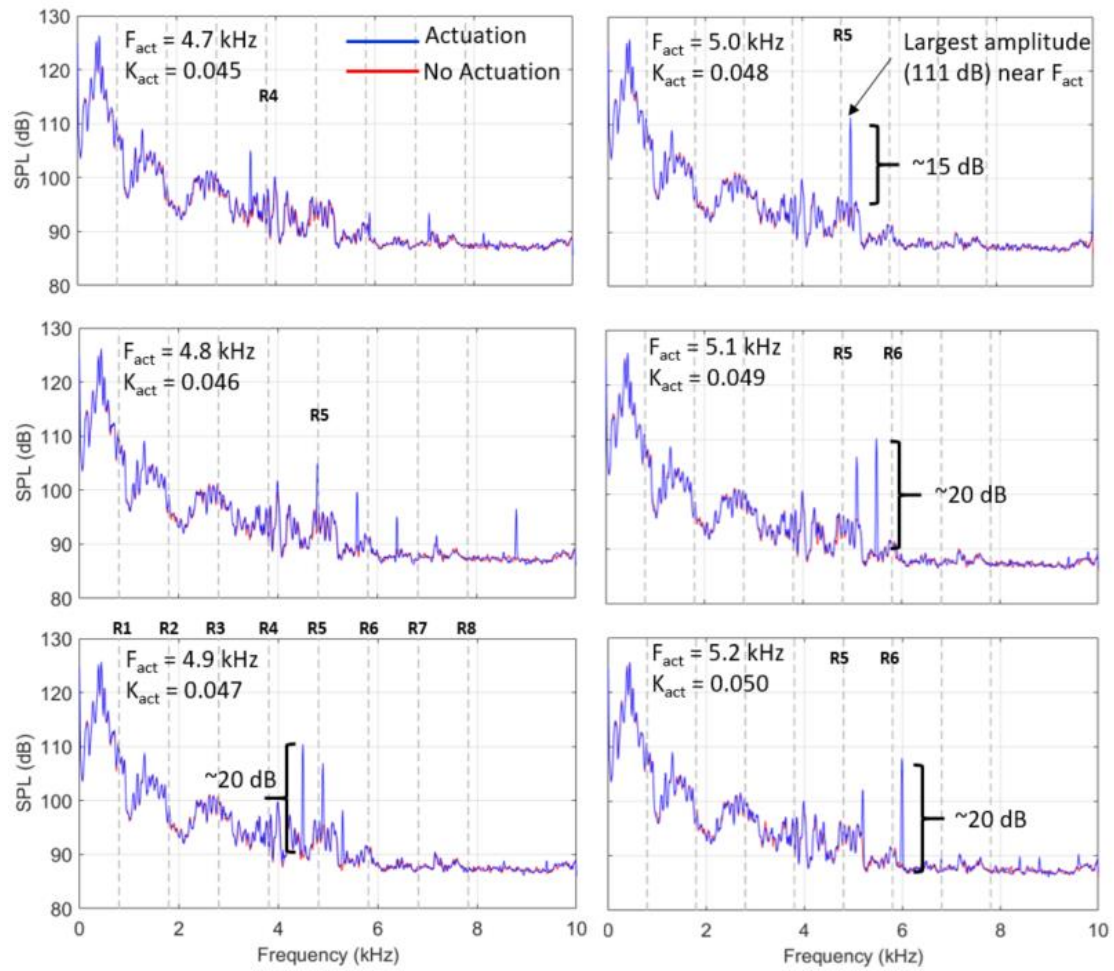 130
120
110
100
90
80
SPL (dB)
F_act = 4.7 kHz
K_act = 0.045
Actuation
No Actuation
R4
F_act = 5.0 kHz
K_act = 0.048
R5
Largest amplitude
(111 dB) near F_act
~15 dB
130
120
110
100
90
80
SPL (dB)
F_act = 4.8 kHz
K_act = 0.046
R5
F_act = 5.1 kHz
K_act = 0.049
R5 R6
~20 dB
R1 R2 R3 R4 R5 R6 R7 R8
130
120
110
100
90
80
SPL (dB)
F_act = 4.9 kHz
K_act = 0.047
~20 dB
0 2 4 6 8 10
Frequency (kHz)
F_act = 5.2 kHz
K_act = 0.050
R5 R6
~20 dB
0 2 4 6 8 10
Frequency (kHz)